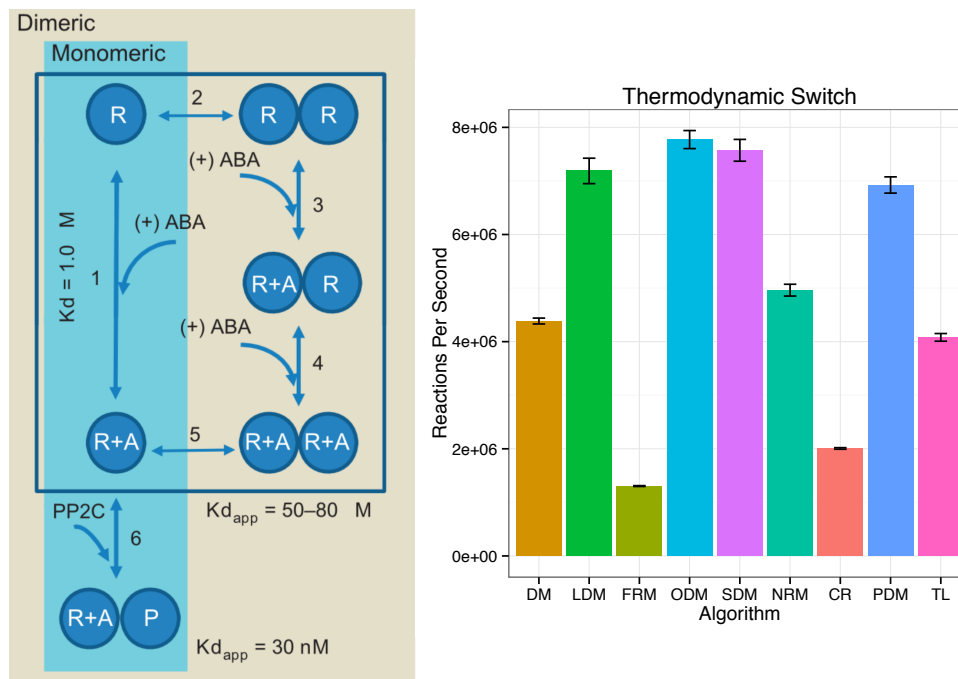 Dimeric
Monomeric
R
2
R R
(+) ABA
3
(+) ABA
Kd = 1.0 M
1
R+A R
(+) ABA
4
R+A
5
R+A R+A
PP2C
6
Kdapp = 50–80 M
R+A P
Kdapp = 30 nM
Thermodynamic Switch
Reactions Per Second
8e+06
6e+06
4e+06
2e+06
0e+00
DM LDM FRM ODM SDM NRM CR PDM TL
Algorithm